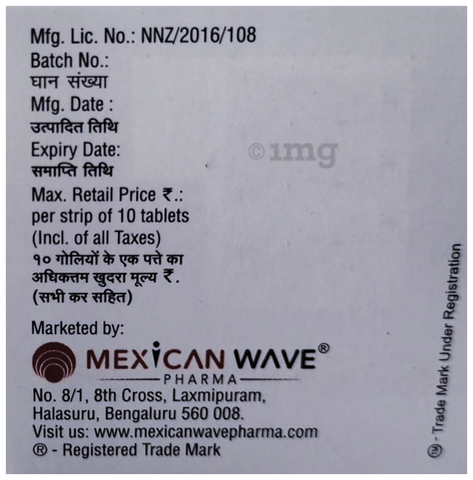 Mfg. Lic. No.: NNZ/2016/108
Batch No.:
घान संख्या
Mfg. Date :
उत्पादित तिथि
Expiry Date:
समाप्ति तिथि
©1mg
Max. Retail Price ₹.:
per strip of 10 tablets
(Incl. of all Taxes)
१० गोलियों के एक पत्ते का
अधिकत्तम खुदरा मूल्य ₹.
(सभी कर सहित)
Marketed by:
MEXICAN WAVE®
PHARMA
No. 8/1, 8th Cross, Laxmipuram,
Halasuru, Bengaluru 560 008.
Visit us: www.mexicanwavepharma.com
® - Registered Trade Mark
™ - Trade Mark Under Registration